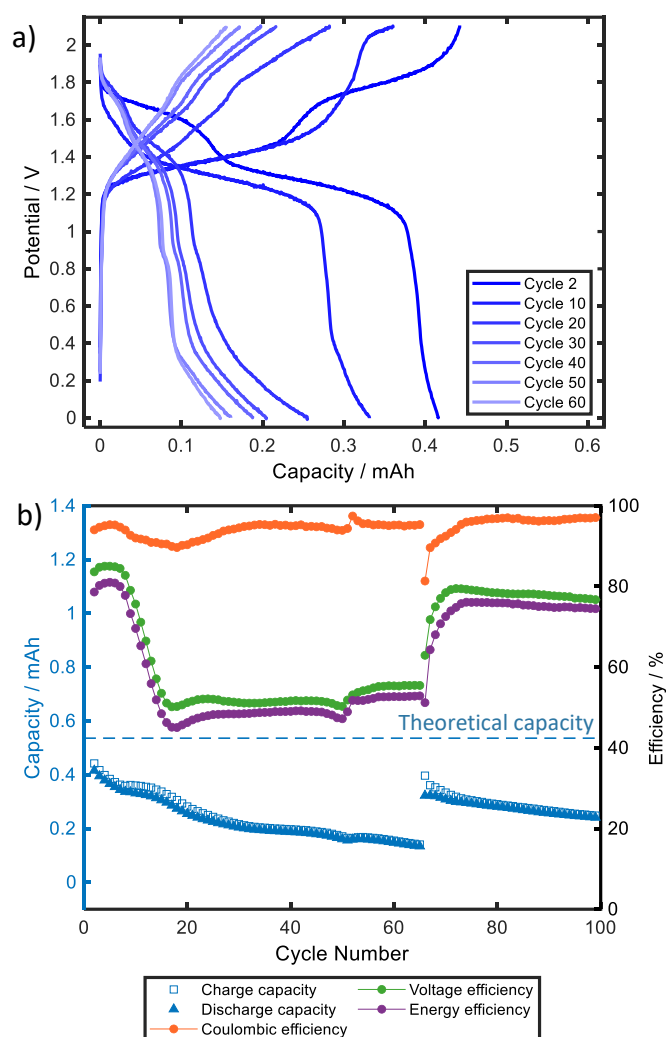 a)
2
1.8
1.6
1.4
1.2
1
0.8
0.6
0.4
0.2
0
Potential / V
Cycle 2
Cycle 10
Cycle 20
Cycle 30
Cycle 40
Cycle 50
Cycle 60
0 0.1 0.2 0.3 0.4 0.5 0.6
Capacity / mAh
b)
1.4
1.2
1
0.8
0.6
0.4
0.2
0
Capacity / mAh
Theoretical capacity
100
80
60
40
20
0
Efficiency / %
0 20 40 60 80 100
Cycle Number
Charge capacity
Discharge capacity
Coulombic efficiency
Voltage efficiency
Energy efficiency